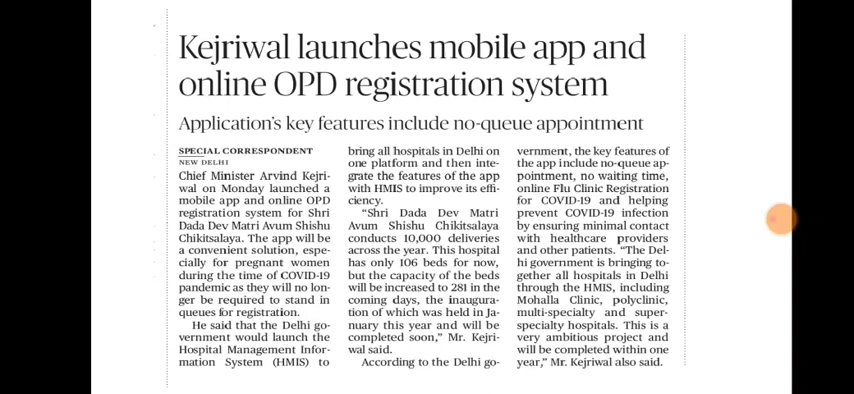 Kejriwal launches mobile app and
online OPD registration system
Application's key features include no-queue appointment
SPECIAL CORRESPONDENT
NEW DELHI
Chief Minister Arvind Kejri-
wal on Monday launched a
mobile app and online OPD
registration system for Shri
Dada Dev Matri Avum Shishu
Chikitsalaya. The app will be
a convenient solution, espe-
cially for pregnant women
during the time of COVID-19
pandemic as they will no lon-
ger be required to stand in
queues for registration.
He said that the Delhi go-
vernment would launch the
Hospital Management Infor-
mation System (HMIS) to
bring all hospitals in Delhi on
one platform and then inte-
grate the features of the app
with HMIS to improve its effi-
ciency.
"Shri Dada Dev Matri
Avum Shishu Chikitsalaya
conducts 10,000 deliveries
across the year. This hospital
has only 106 beds for now,
but the capacity of the beds
will be increased to 281 in the
coming days, the inaugura-
tion of which was held in Ja-
nuary this year and will be
completed soon," Mr. Kejri-
wal said.
According to the Delhi go-
vernment, the key features of
the app include no-queue ap-
pointment, no waiting time,
online Flu Clinic Registration
for COVID-19 and helping
prevent COVID-19 infection
by ensuring minimal contact
with healthcare providers
and other patients. "The Del-
hi government is bringing to-
gether all hospitals in Delhi
through the HMIS, including
Mohalla Clinic, polyclinic,
multi-specialty and super-
specialty hospitals. This is a
very ambitious project and
will be completed within one
year," Mr. Kejriwal also said.